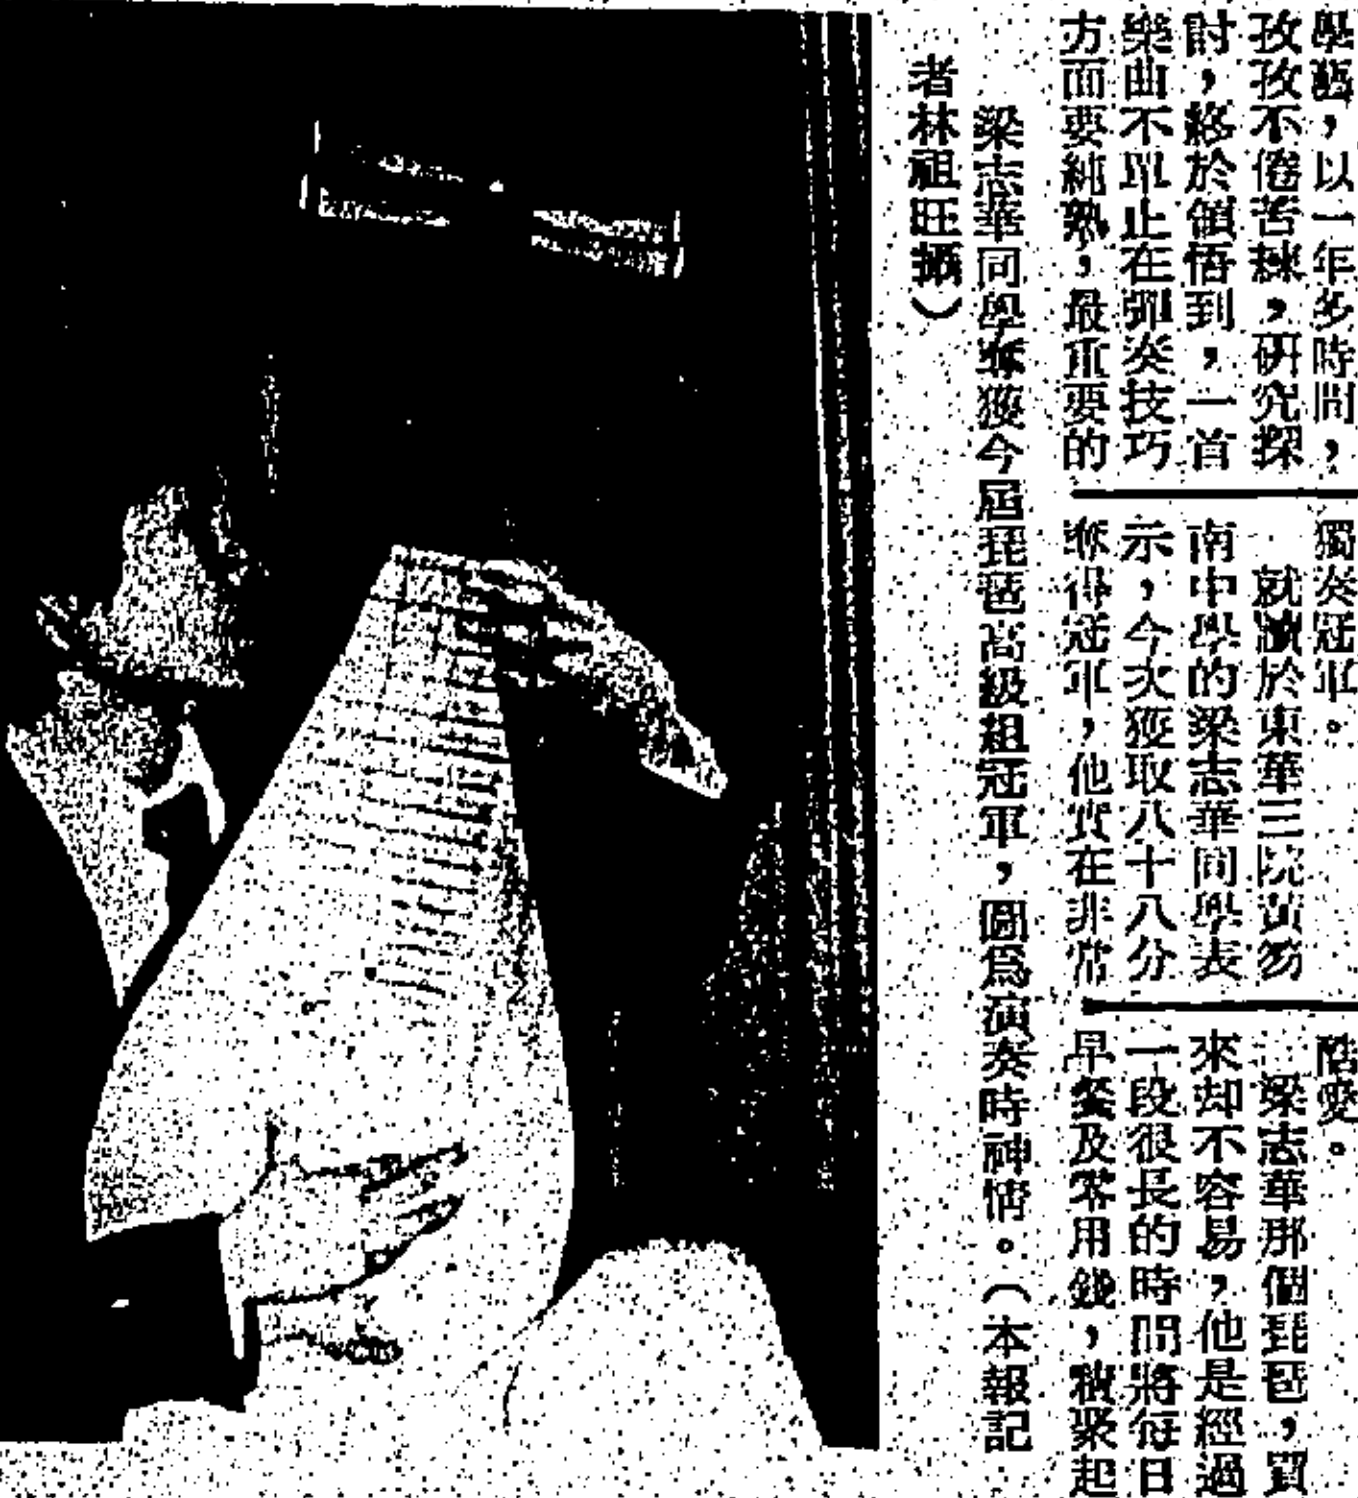 學藝，以一年多時間，
孜孜不倦苦練，研究探
討，終於領悟到，一首
樂曲不單止在彈奏技巧
方面要純熟，最重要的
獨奏冠軍。
就讀於東華三院黃笏
南中學的梁志華同學表
示，今次獲取八十八分
奪得冠軍，他實在非常
酷愛。
梁志華那個琵琶，買
來却不容易，他是經過
一段很長的時間將每日
早餐及零用錢，積聚起
梁志華同學奪獲今屆琵琶高級組冠軍，圖爲演奏時神情。（本報記
者林祖旺攝）